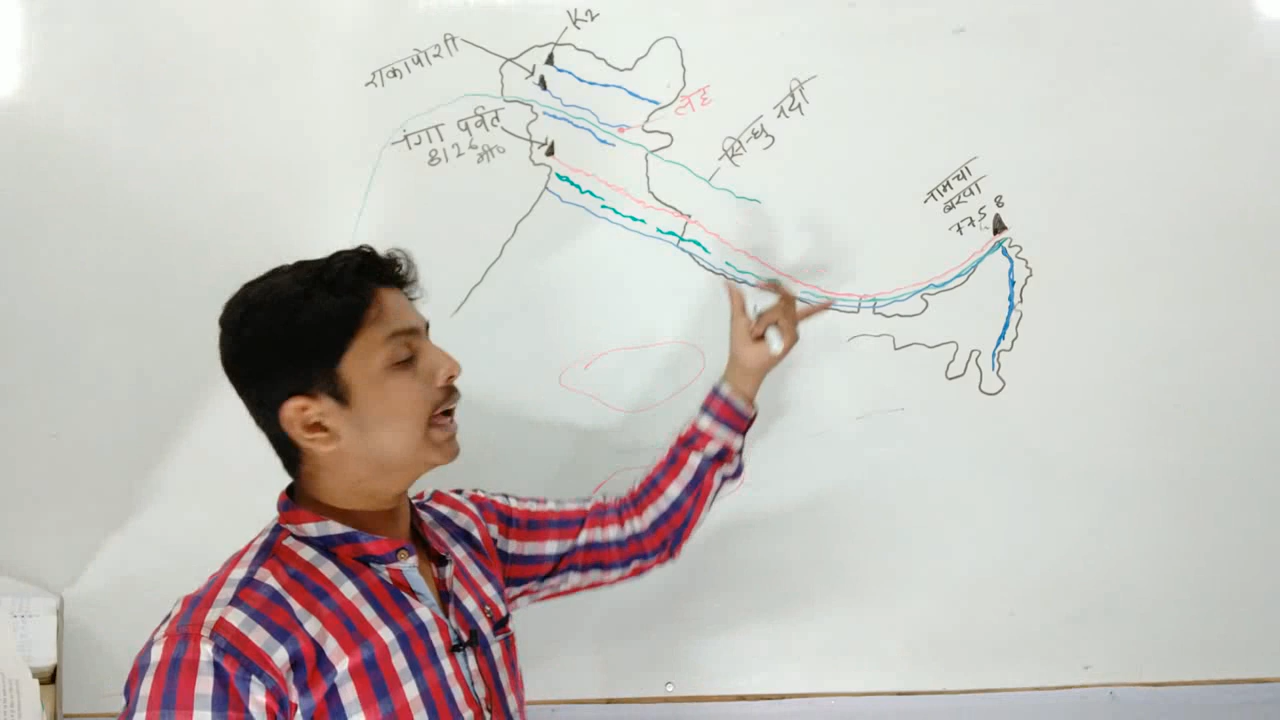 K2
राकापोशी
नंगा पर्वत
8126
मी०
लेह
सिन्धु नदी
नामचा
बरवा
7758